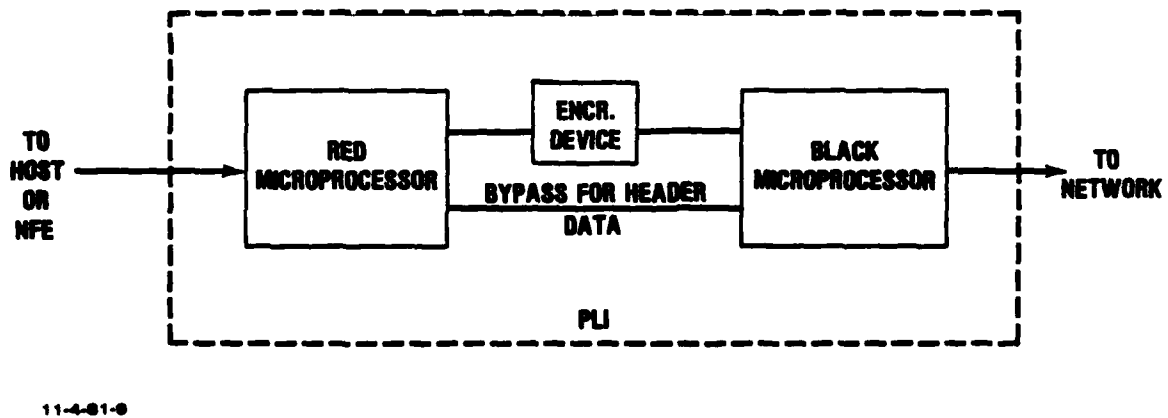 TO
HOST
OR
NFE
RED
MICROPROCESSOR
ENCR.
DEVICE
BYPASS FOR HEADER
DATA
BLACK
MICROPROCESSOR
TO
NETWORK
PLI
11-4-81-9